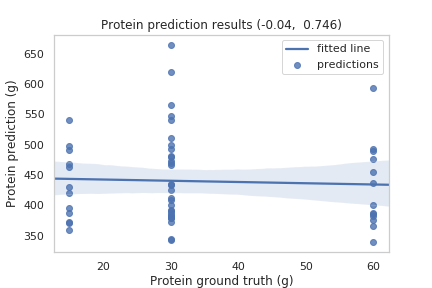 Protein prediction results (-0.04, 0.746)
fitted line
predictions
Protein prediction (g)
650
600
550
500
450
400
350
20
30
40
50
60
Protein ground truth (g)